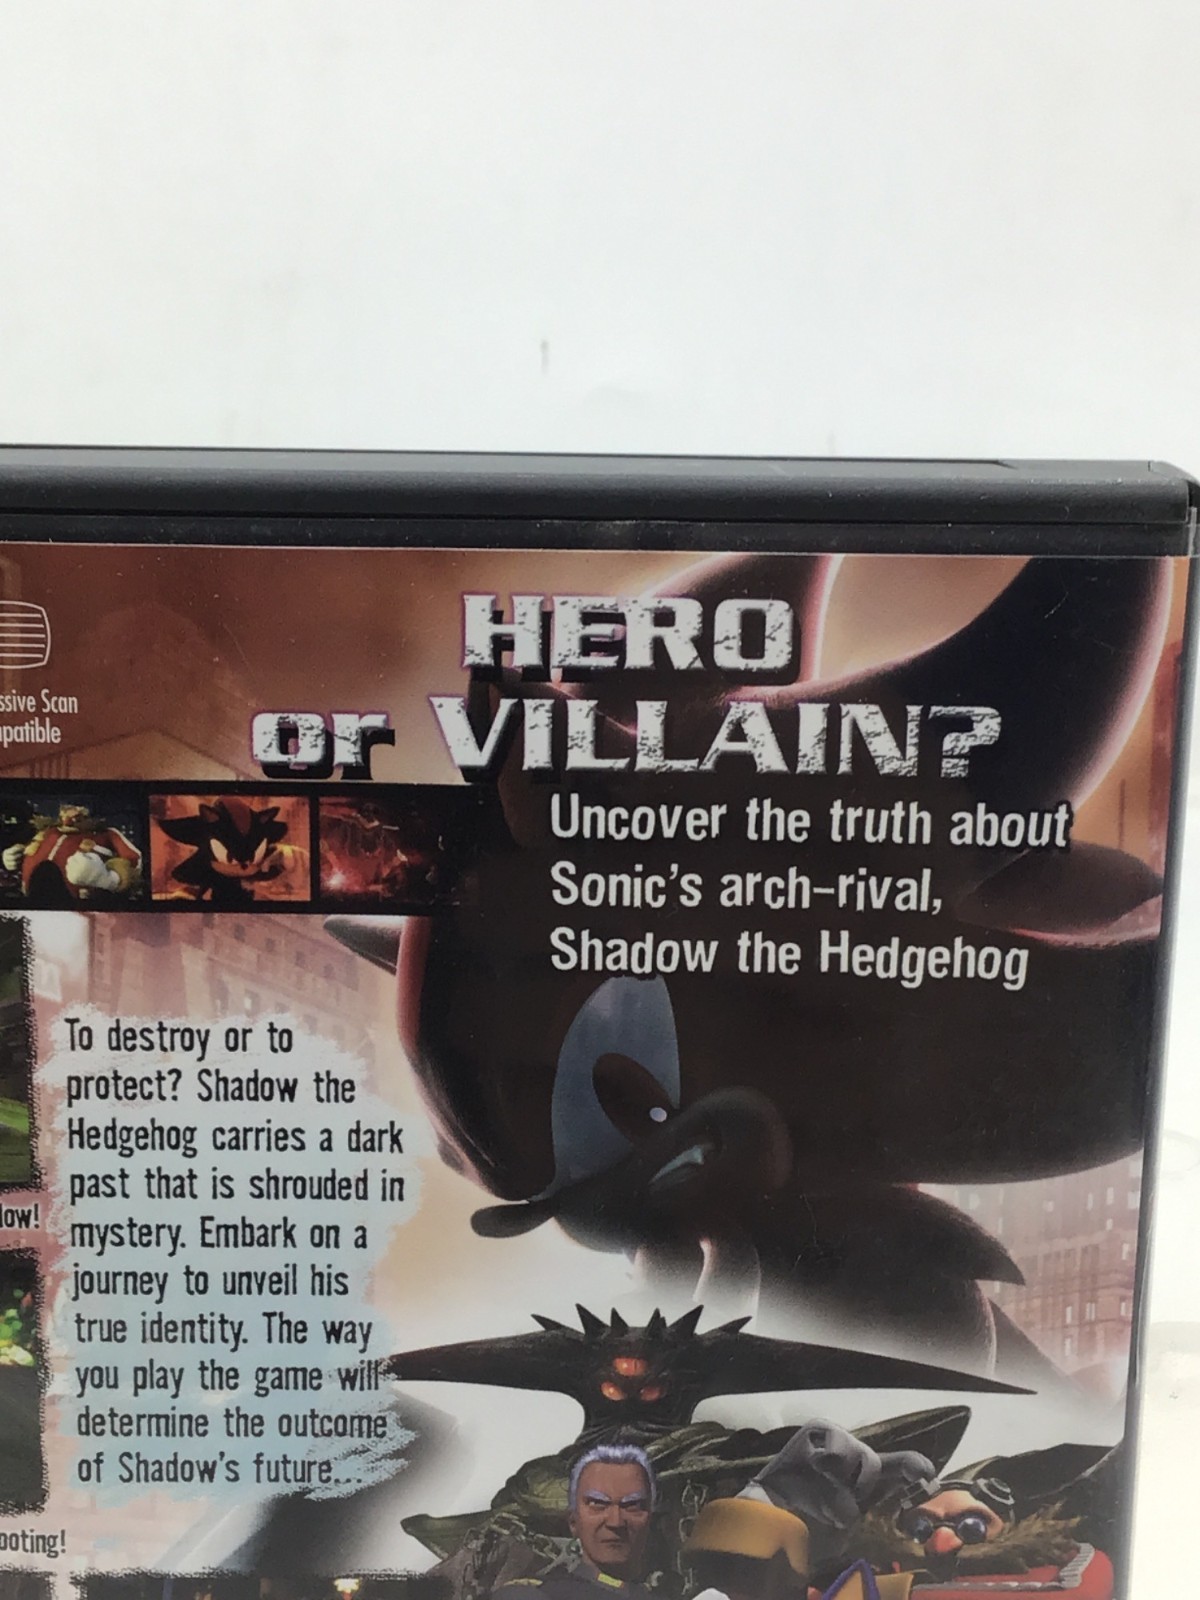 HERO
or VILLAIN?
ssive Scan
patible
Uncover the truth about
Sonic's arch-rival,
Shadow the Hedgehog
To destroy or to
protect? Shadow the
Hedgehog carries a dark
past that is shrouded in
mystery. Embark on a
journey to unveil his
true identity. The way
you play the game will
determine the outcome
of Shadow's future...
low!
ooting!